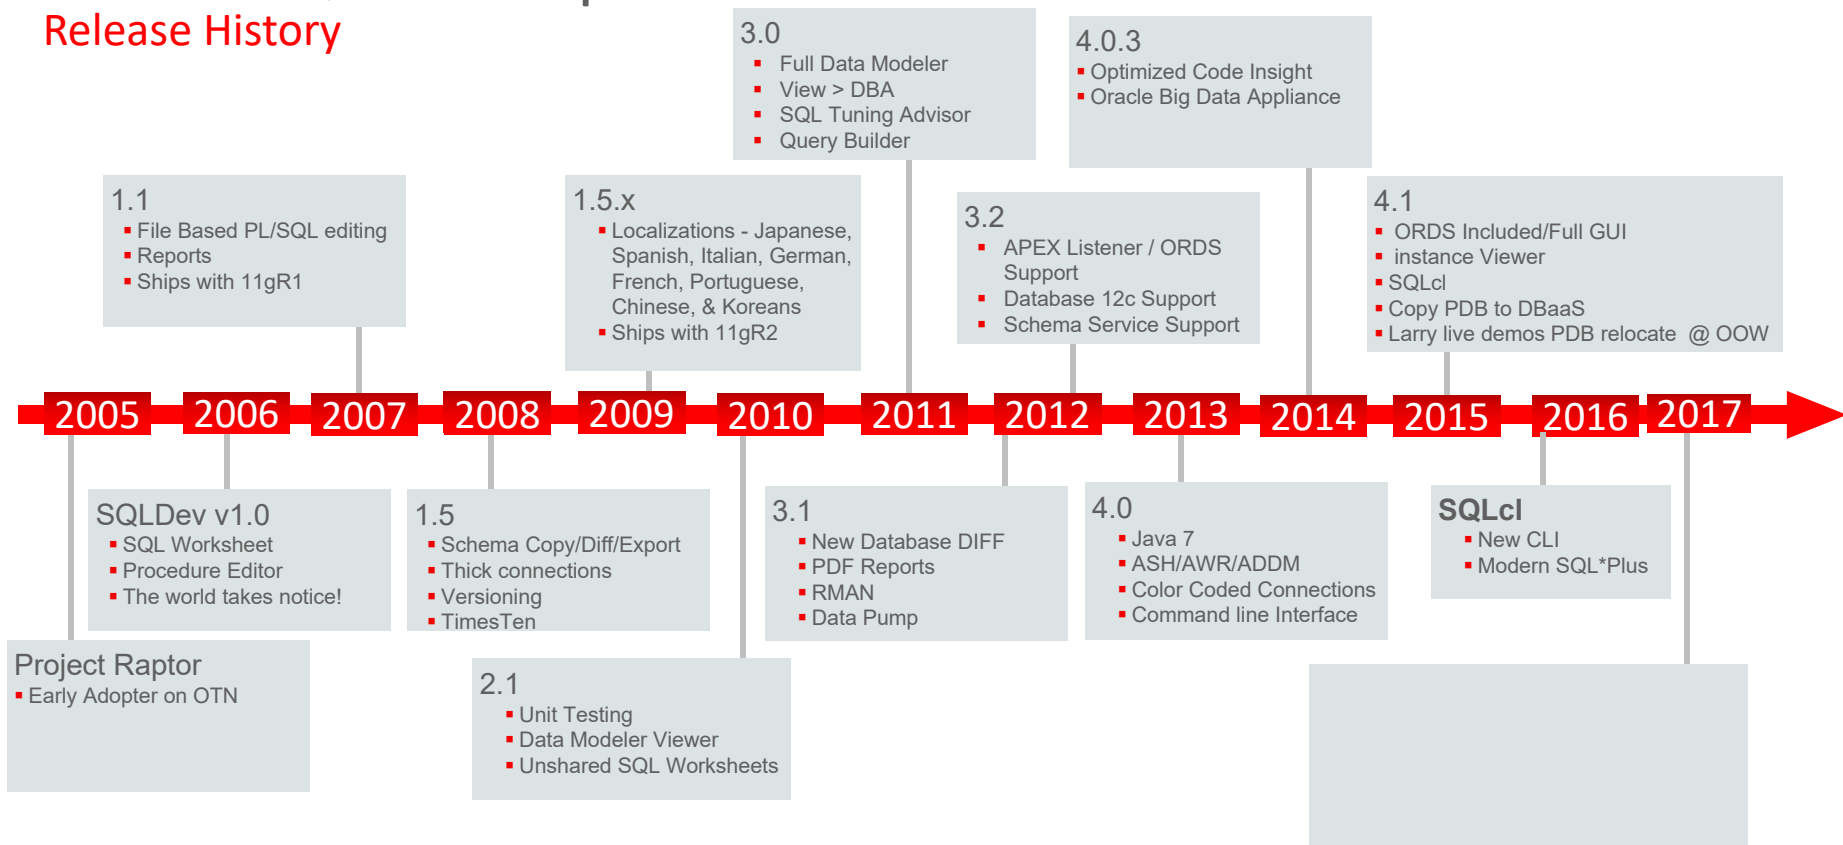 Release History
3.0
Full Data Modeler
View > DBA
SQL Tuning Advisor
Query Builder
4.0.3
Optimized Code Insight
Oracle Big Data Appliance
1.1
File Based PL/SQL editing
Reports
Ships with 11gR1
1.5.x
Localizations - Japanese,
Spanish, Italian, German,
French, Portuguese,
Chinese, & Koreans
Ships with 11gR2
3.2
APEX Listener / ORDS
Support
Database 12c Support
Schema Service Support
4.1
ORDS Included/Full GUI
instance Viewer
SQLcl
Copy PDB to DBaaS
Larry live demos PDB relocate @ OOW
2005 2006 2007 2008 2009 2010 2011 2012 2013 2014 2015 2016 2017
SQLDev v1.0
SQL Worksheet
Procedure Editor
The world takes notice!
1.5
Schema Copy/Diff/Export
Thick connections
Versioning
TimesTen
3.1
New Database DIFF
PDF Reports
RMAN
Data Pump
4.0
Java 7
ASH/AWR/ADDM
Color Coded Connections
Command line Interface
SQLcl
New CLI
Modern SQL*Plus
Project Raptor
Early Adopter on OTN
2.1
Unit Testing
Data Modeler Viewer
Unshared SQL Worksheets